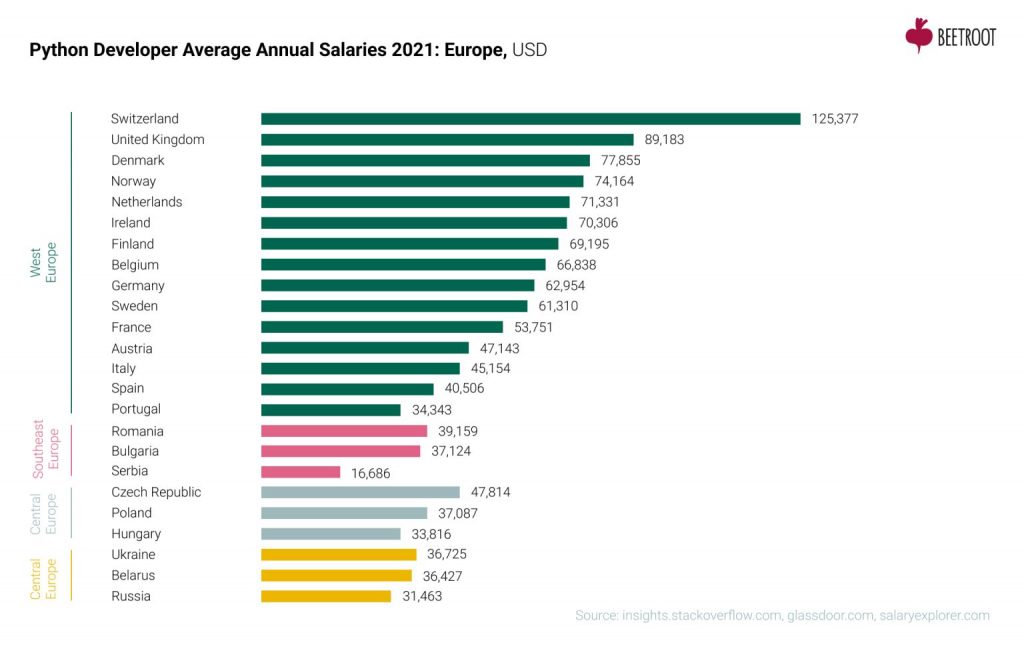 Python Developer Average Annual Salaries 2021: Europe, USD
BEETROOT
West
Europe
Switzerland 125,377
United Kingdom 89,183
Denmark 77,855
Norway 74,164
Netherlands 71,331
Ireland 70,306
Finland 69,195
Belgium 66,838
Germany 62,954
Sweden 61,310
France 53,751
Austria 47,143
Italy 45,154
Spain 40,506
Portugal 34,343
Southeast
Europe
Romania 39,159
Bulgaria 37,124
Serbia 16,686
Central
Europe
Czech Republic 47,814
Poland 37,087
Hungary 33,816
Central
Europe
Ukraine 36,725
Belarus 36,427
Russia 31,463
Source: insights.stackoverflow.com, glassdoor.com, salaryexplorer.com